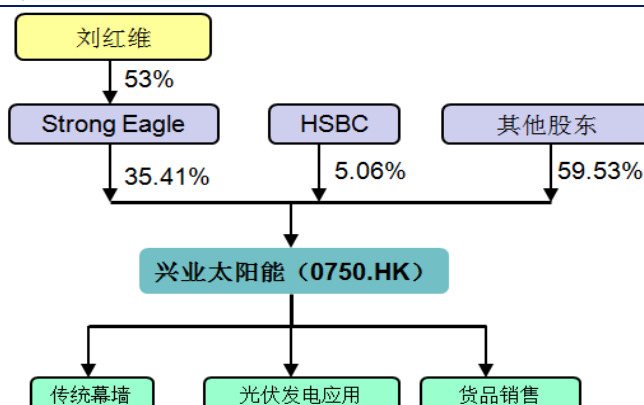 刘红维
53%
Strong Eagle
HSBC
其他股东
35.41%
5.06%
59.53%
兴业太阳能（0750.HK）
传统幕墙
光伏发电应用
货品销售